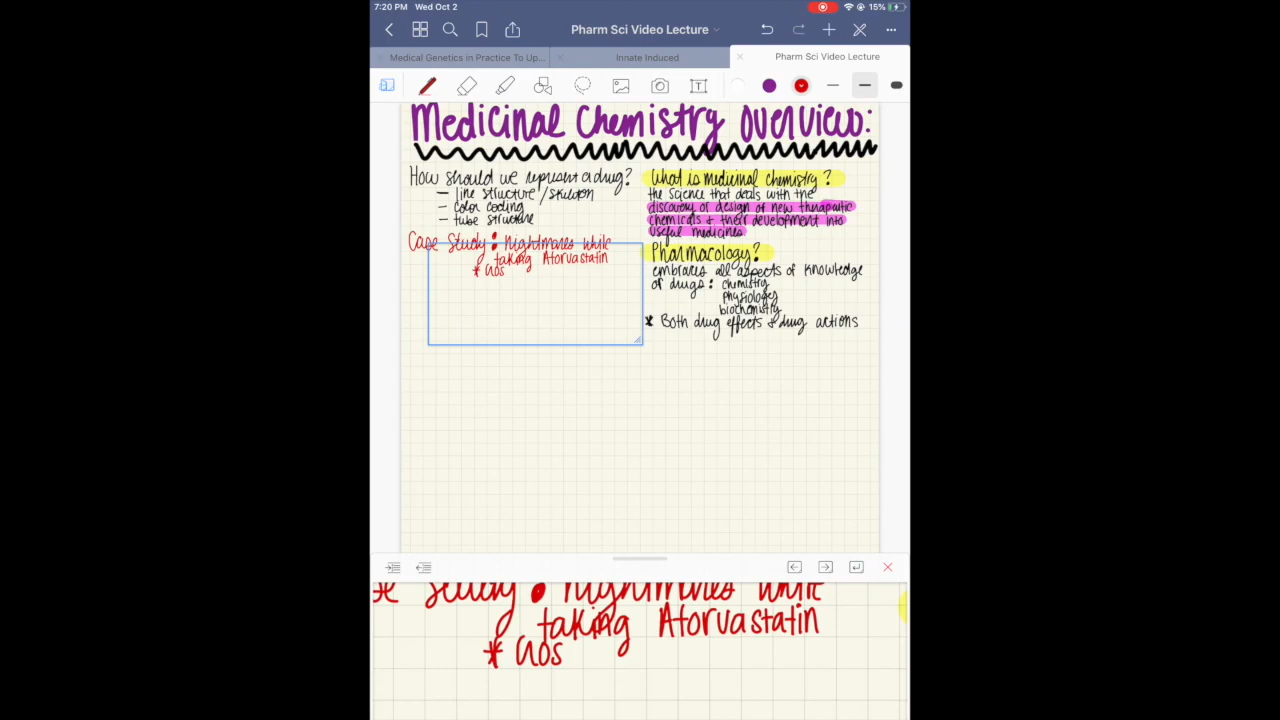 7:20 PM Wed Oct 2
15%
Pharm Sci Video Lecture
Medical Genetics in Practice To Up...
Innate Induced
Pharm Sci Video Lecture
Medicinal Chemistry Overview:
How should we represent a drug?
- line structure / skeleton
- color coding
- tube structure
Case Study: Nightmares while
taking Atorvastatin
*
What is medicinal chemistry?
the science that deals with the
discovery or design of new therapeutic
chemicals & their development into
useful medicines
Pharmacology?
embraces all aspects of knowledge
of drugs: chemistry
physiology
biochemistry
* Both drug effects & drug actions
Study: Nightmares while
taking Atorvastatin
*